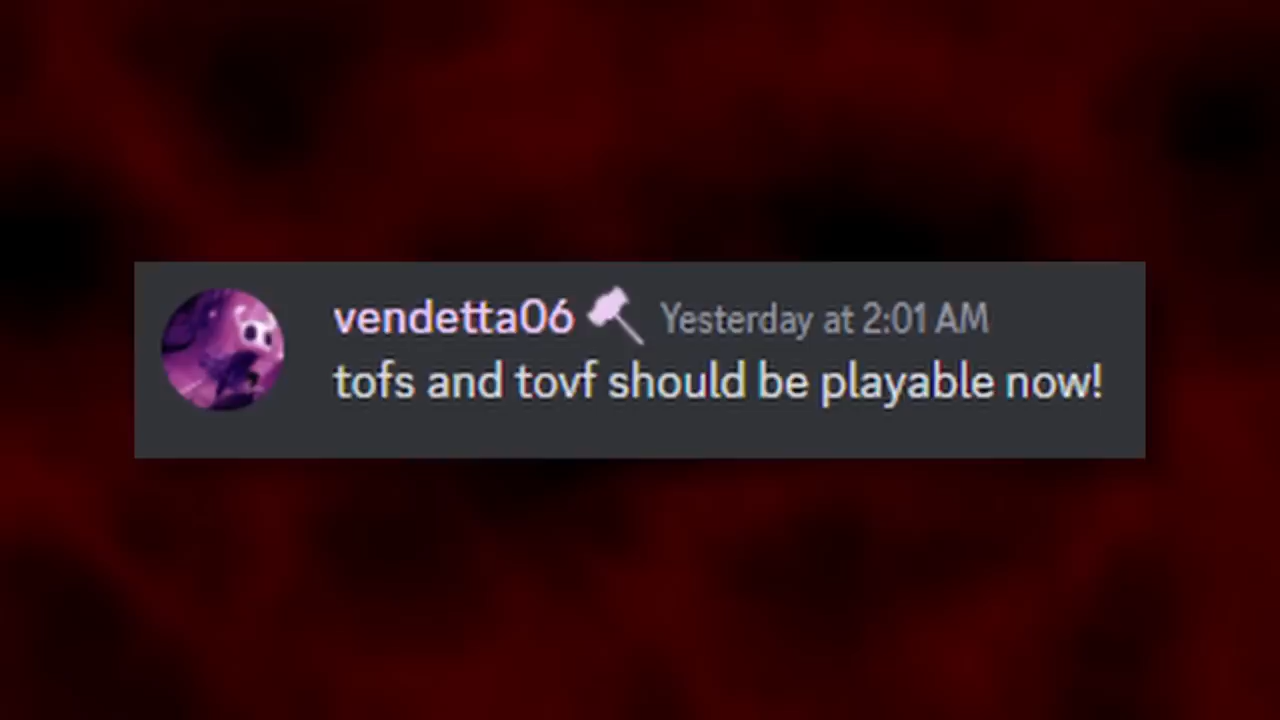 vendetta06 Yesterday at 2:01 AM
tofs and tovf should be playable now!